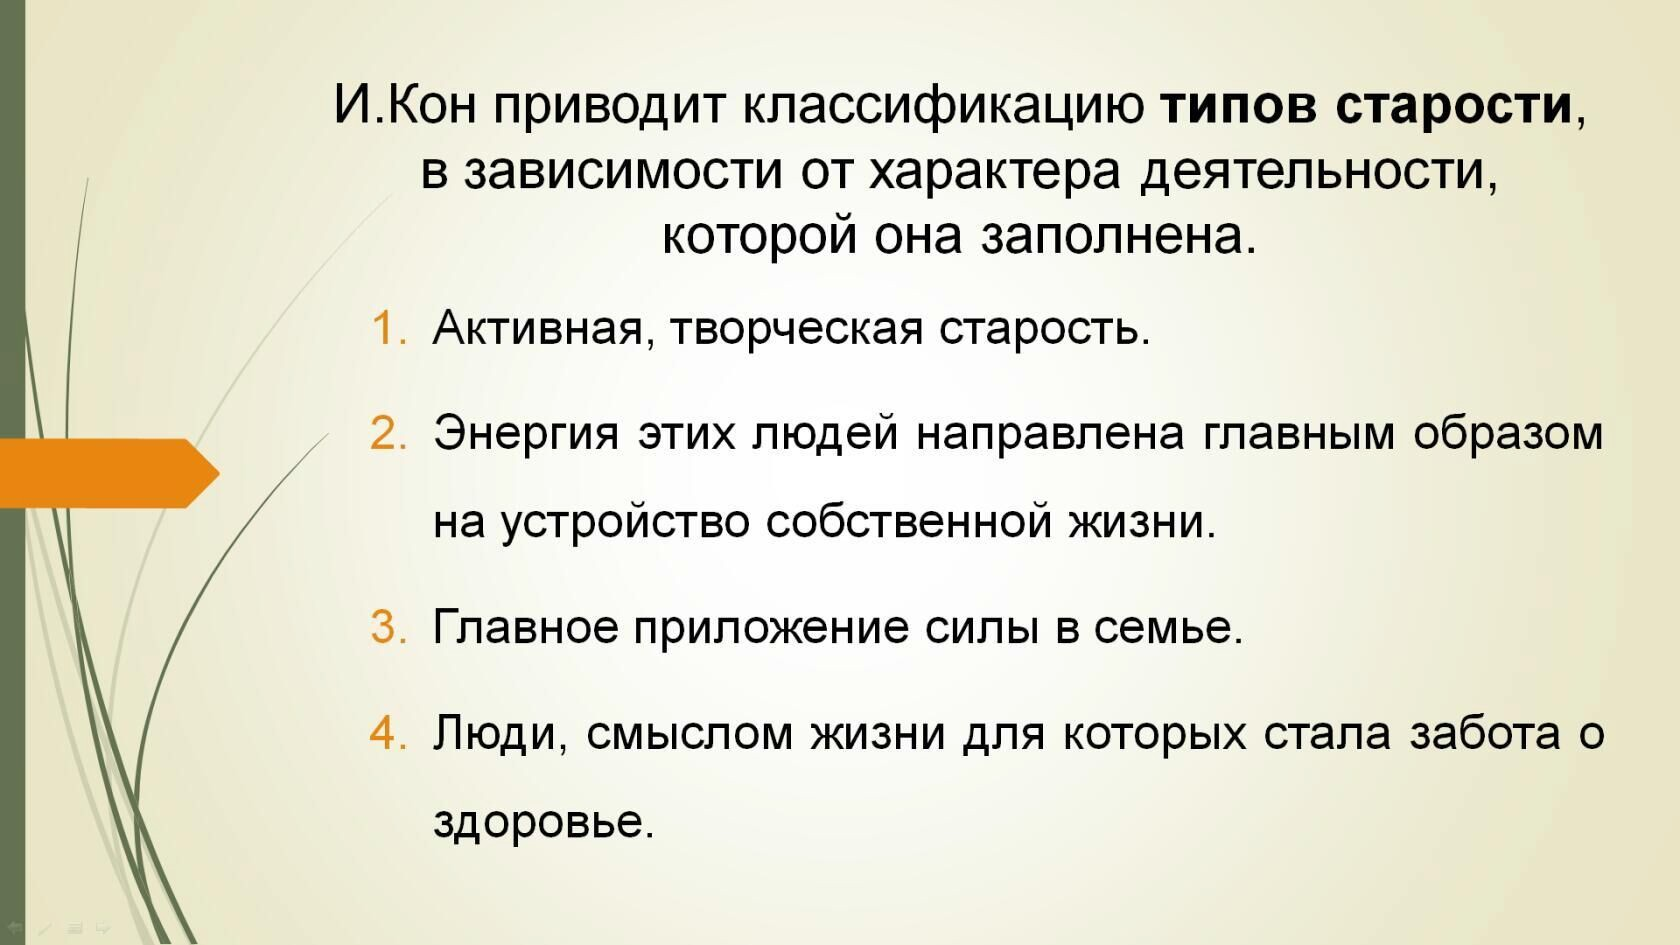 И.Кон приводит классификацию типов старости,
в зависимости от характера деятельности,
которой она заполнена.
1. Активная, творческая старость.
2. Энергия этих людей направлена главным образом
на устройство собственной жизни.
3. Главное приложение силы в семье.
4. Люди, смыслом жизни для которых стала забота о
здоровье.